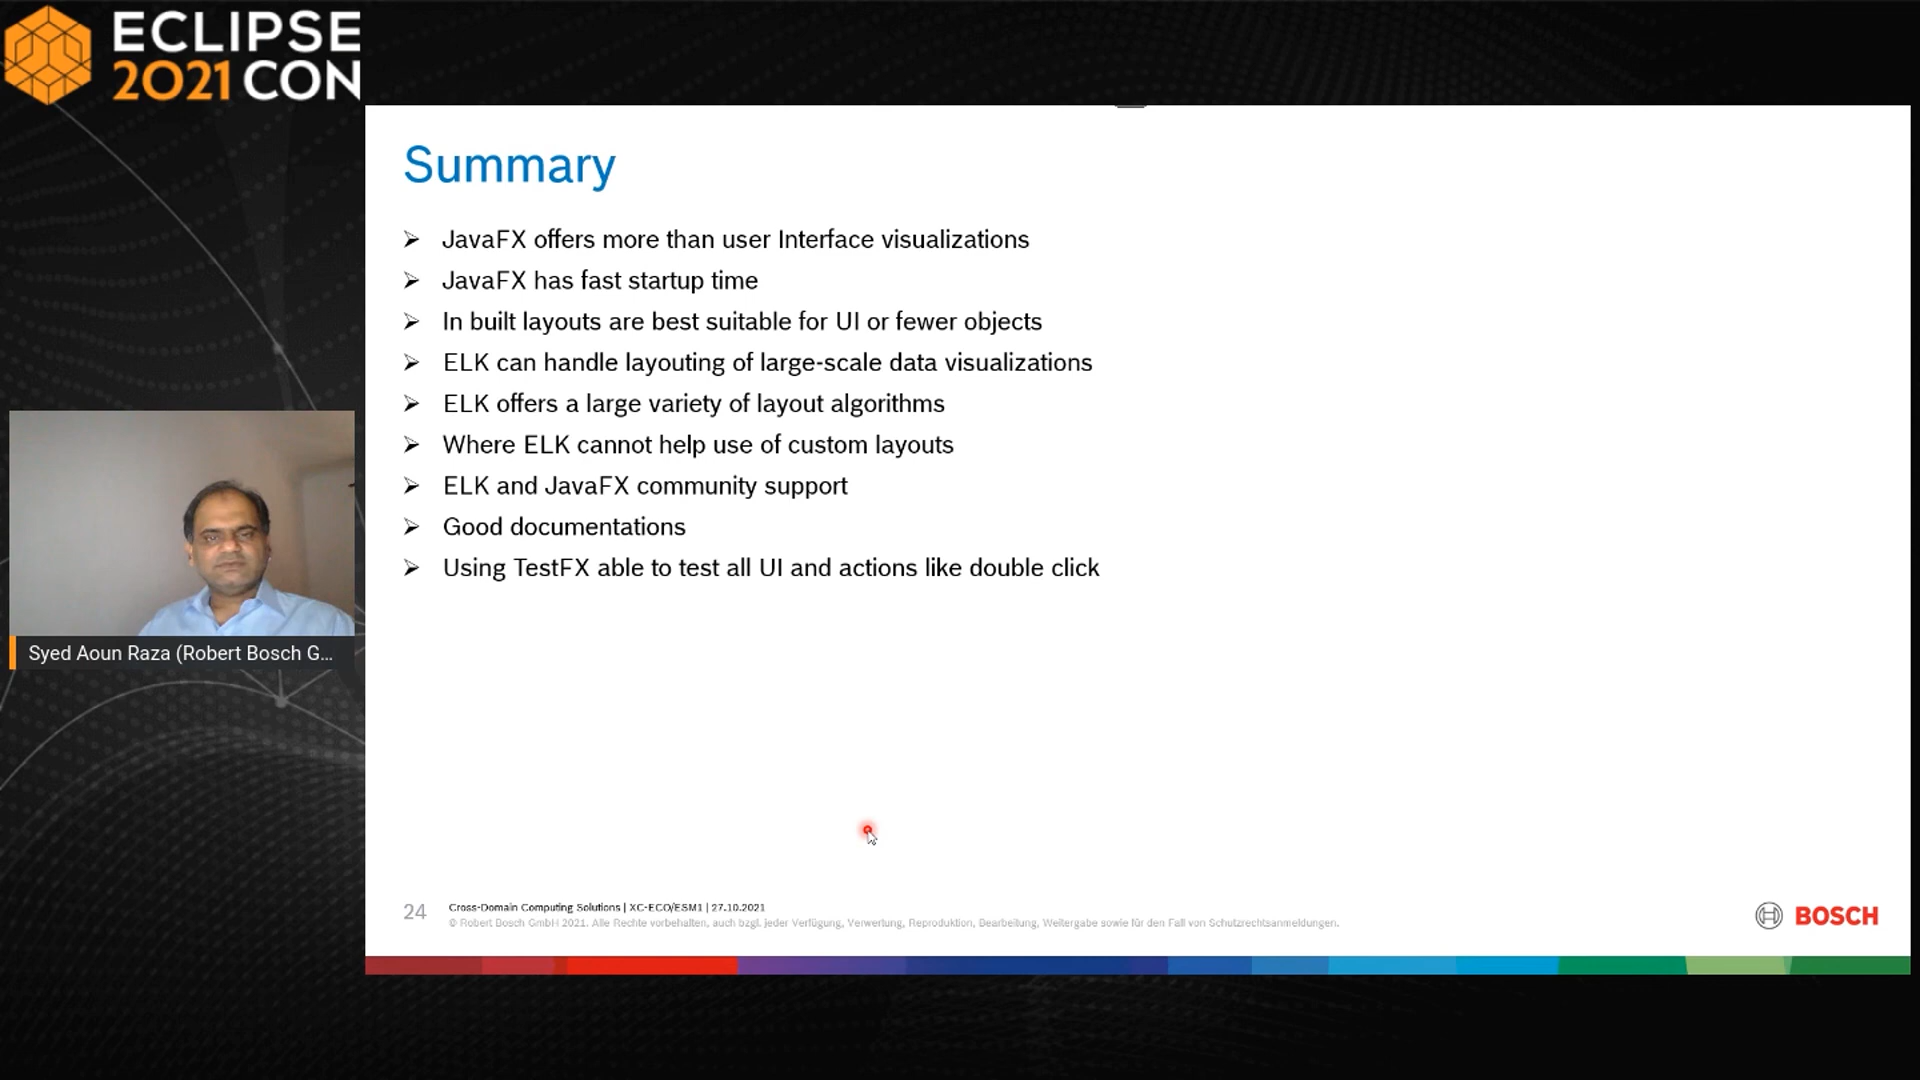 ECLIPSE
2021 CON
Summary
➢ JavaFX offers more than user Interface visualizations
➢ JavaFX has fast startup time
➢ In built layouts are best suitable for UI or fewer objects
➢ ELK can handle layouting of large-scale data visualizations
➢ ELK offers a large variety of layout algorithms
➢ Where ELK cannot help use of custom layouts
➢ ELK and JavaFX community support
➢ Good documentations
➢ Using TestFX able to test all UI and actions like double click
Syed Aoun Raza (Robert Bosch G...
24 Cross-Domain Computing Solutions | XC-ECO/ESM1 | 27.10.2021
© Robert Bosch GmbH 2021. Alle Rechte vorbehalten, auch bzgl. jeder Verfügung, Verwertung, Reproduktion, Bearbeitung, Weitergabe sowie für den Fall von Schutzrechtsanmeldungen.
BOSCH